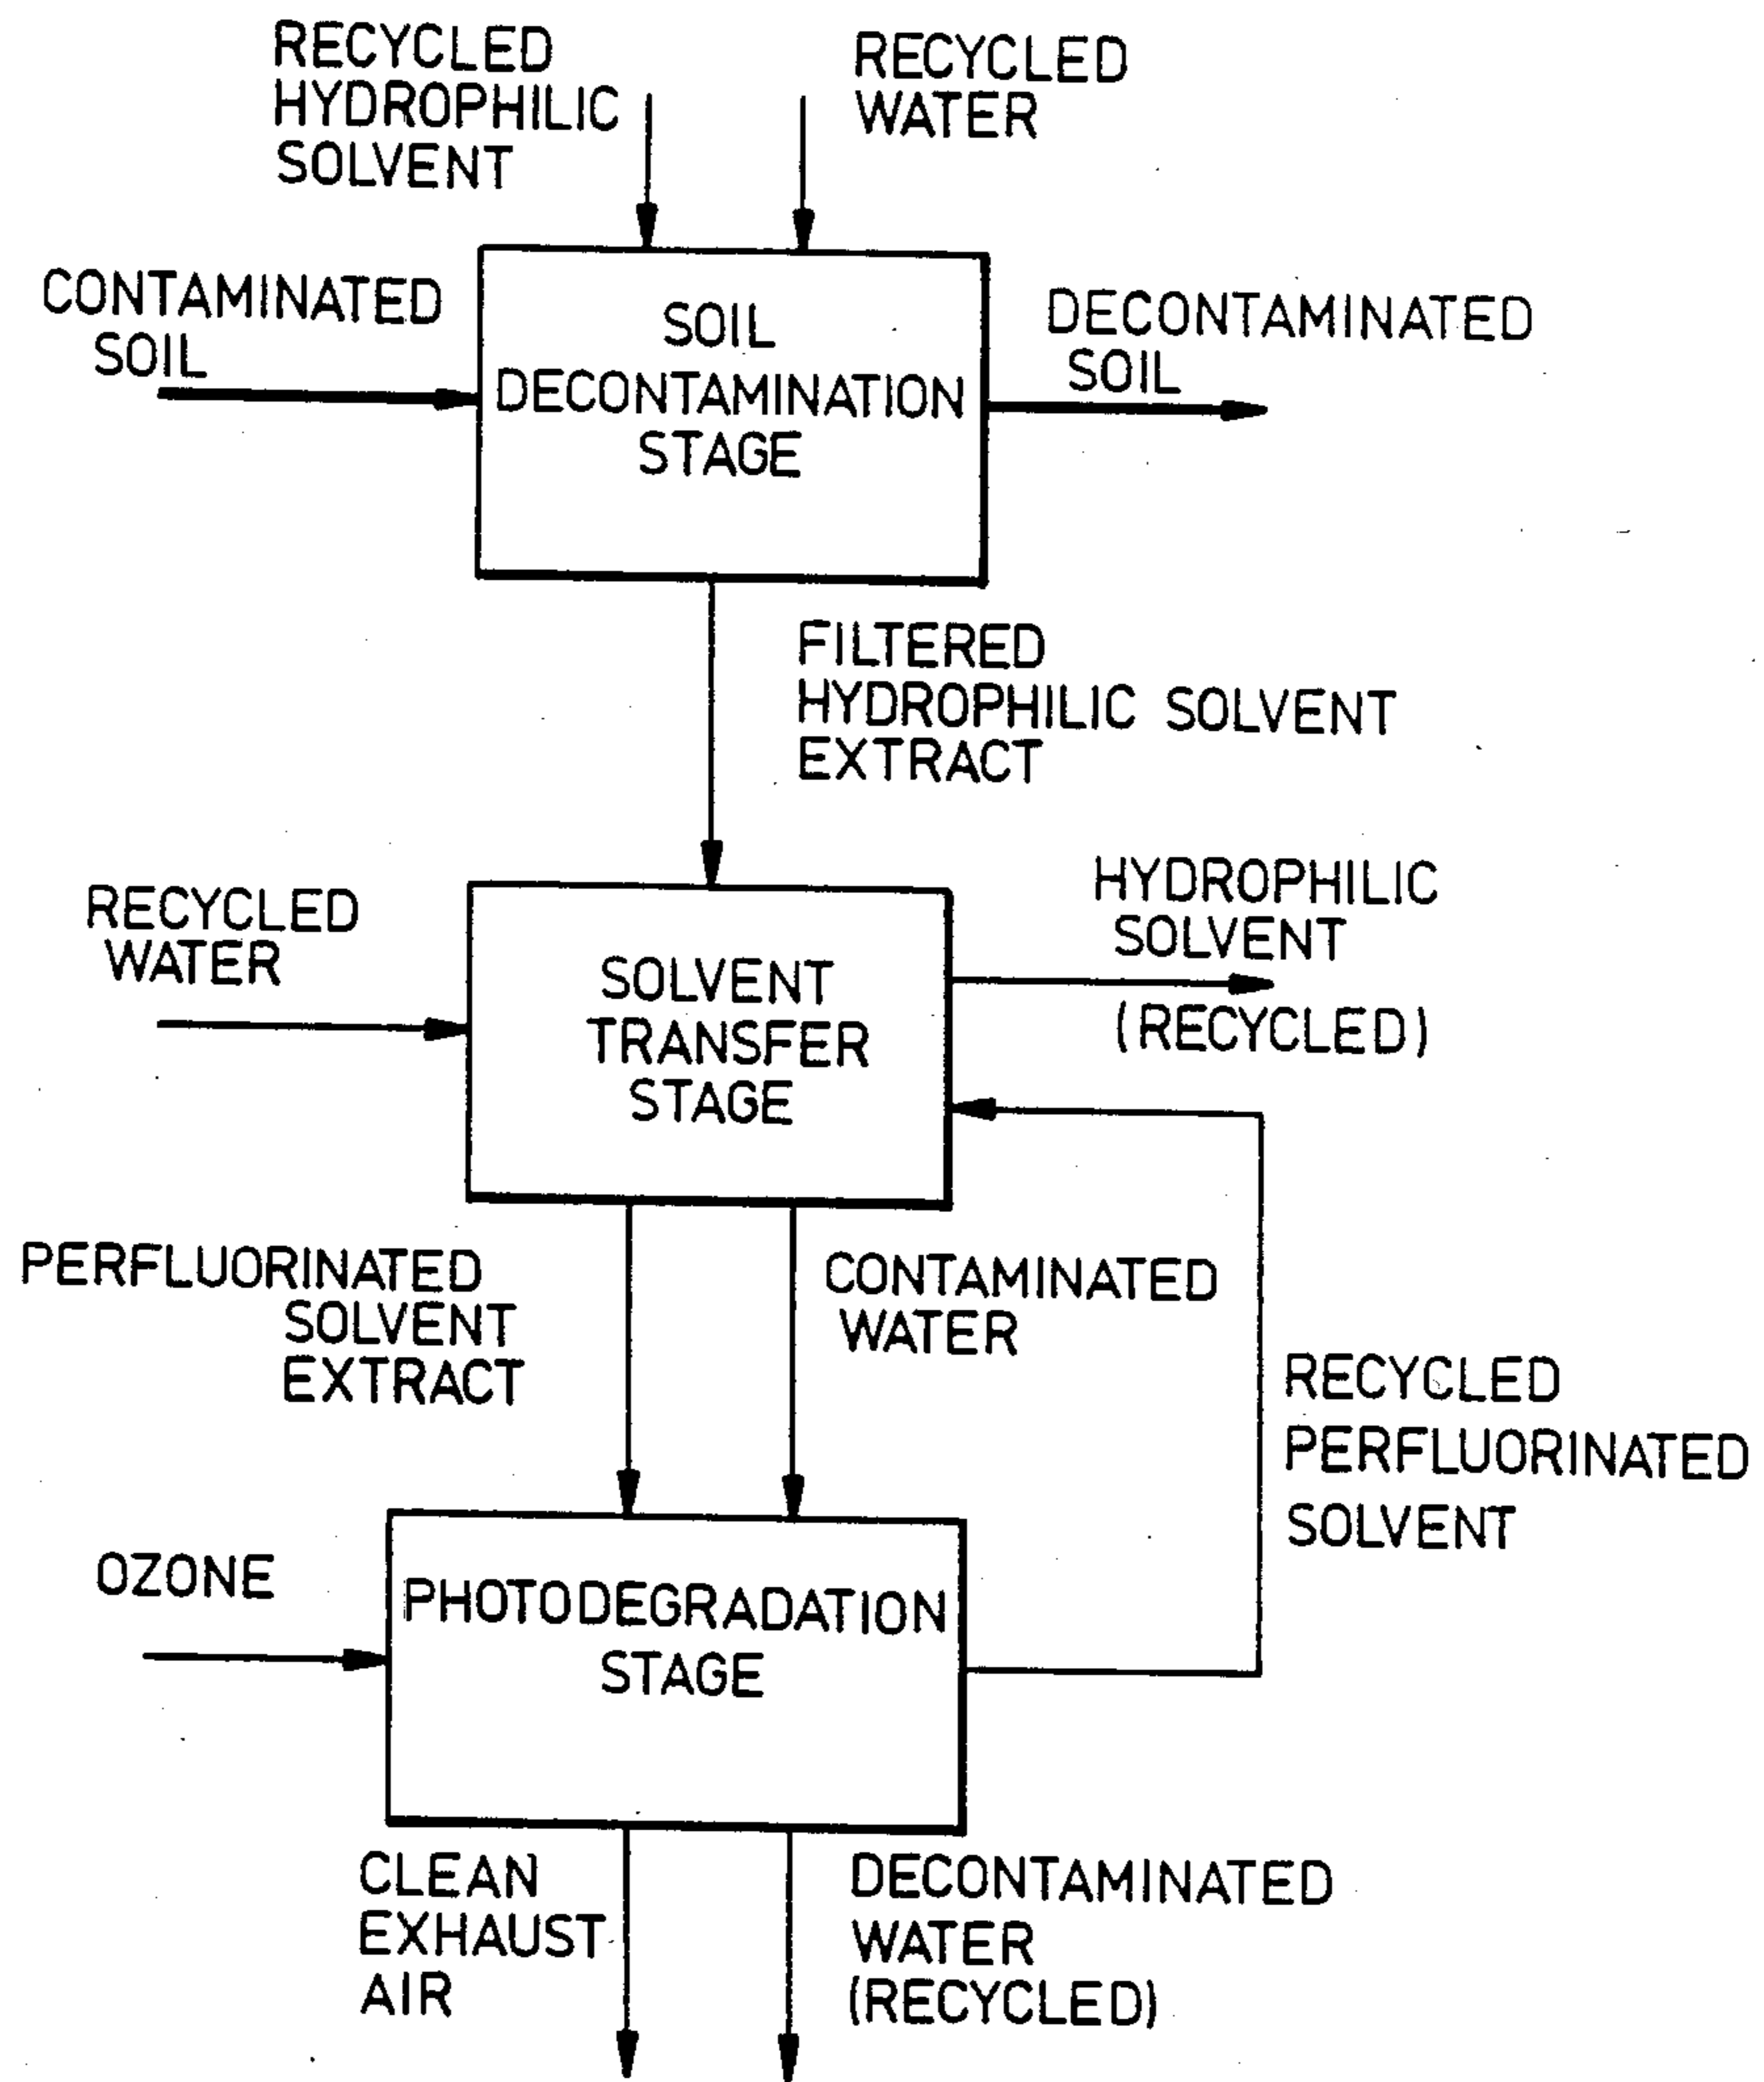 RECYCLED
HYDROPHILIC
SOLVENT
RECYCLED
WATER
CONTAMINATED
SOIL
SOIL
DECONTAMINATION
STAGE
DECONTAMINATED
SOIL
FILTERED
HYDROPHILIC SOLVENT
EXTRACT
RECYCLED
WATER
SOLVENT
TRANSFER
STAGE
HYDROPHILIC
SOLVENT
(RECYCLED)
PERFLUORINATED
SOLVENT
EXTRACT
CONTAMINATED
WATER
RECYCLED
PERFLUORINATED
SOLVENT
OZONE
PHOTODEGRADATION
STAGE
CLEAN
EXHAUST
AIR
DECONTAMINATED
WATER
(RECYCLED)